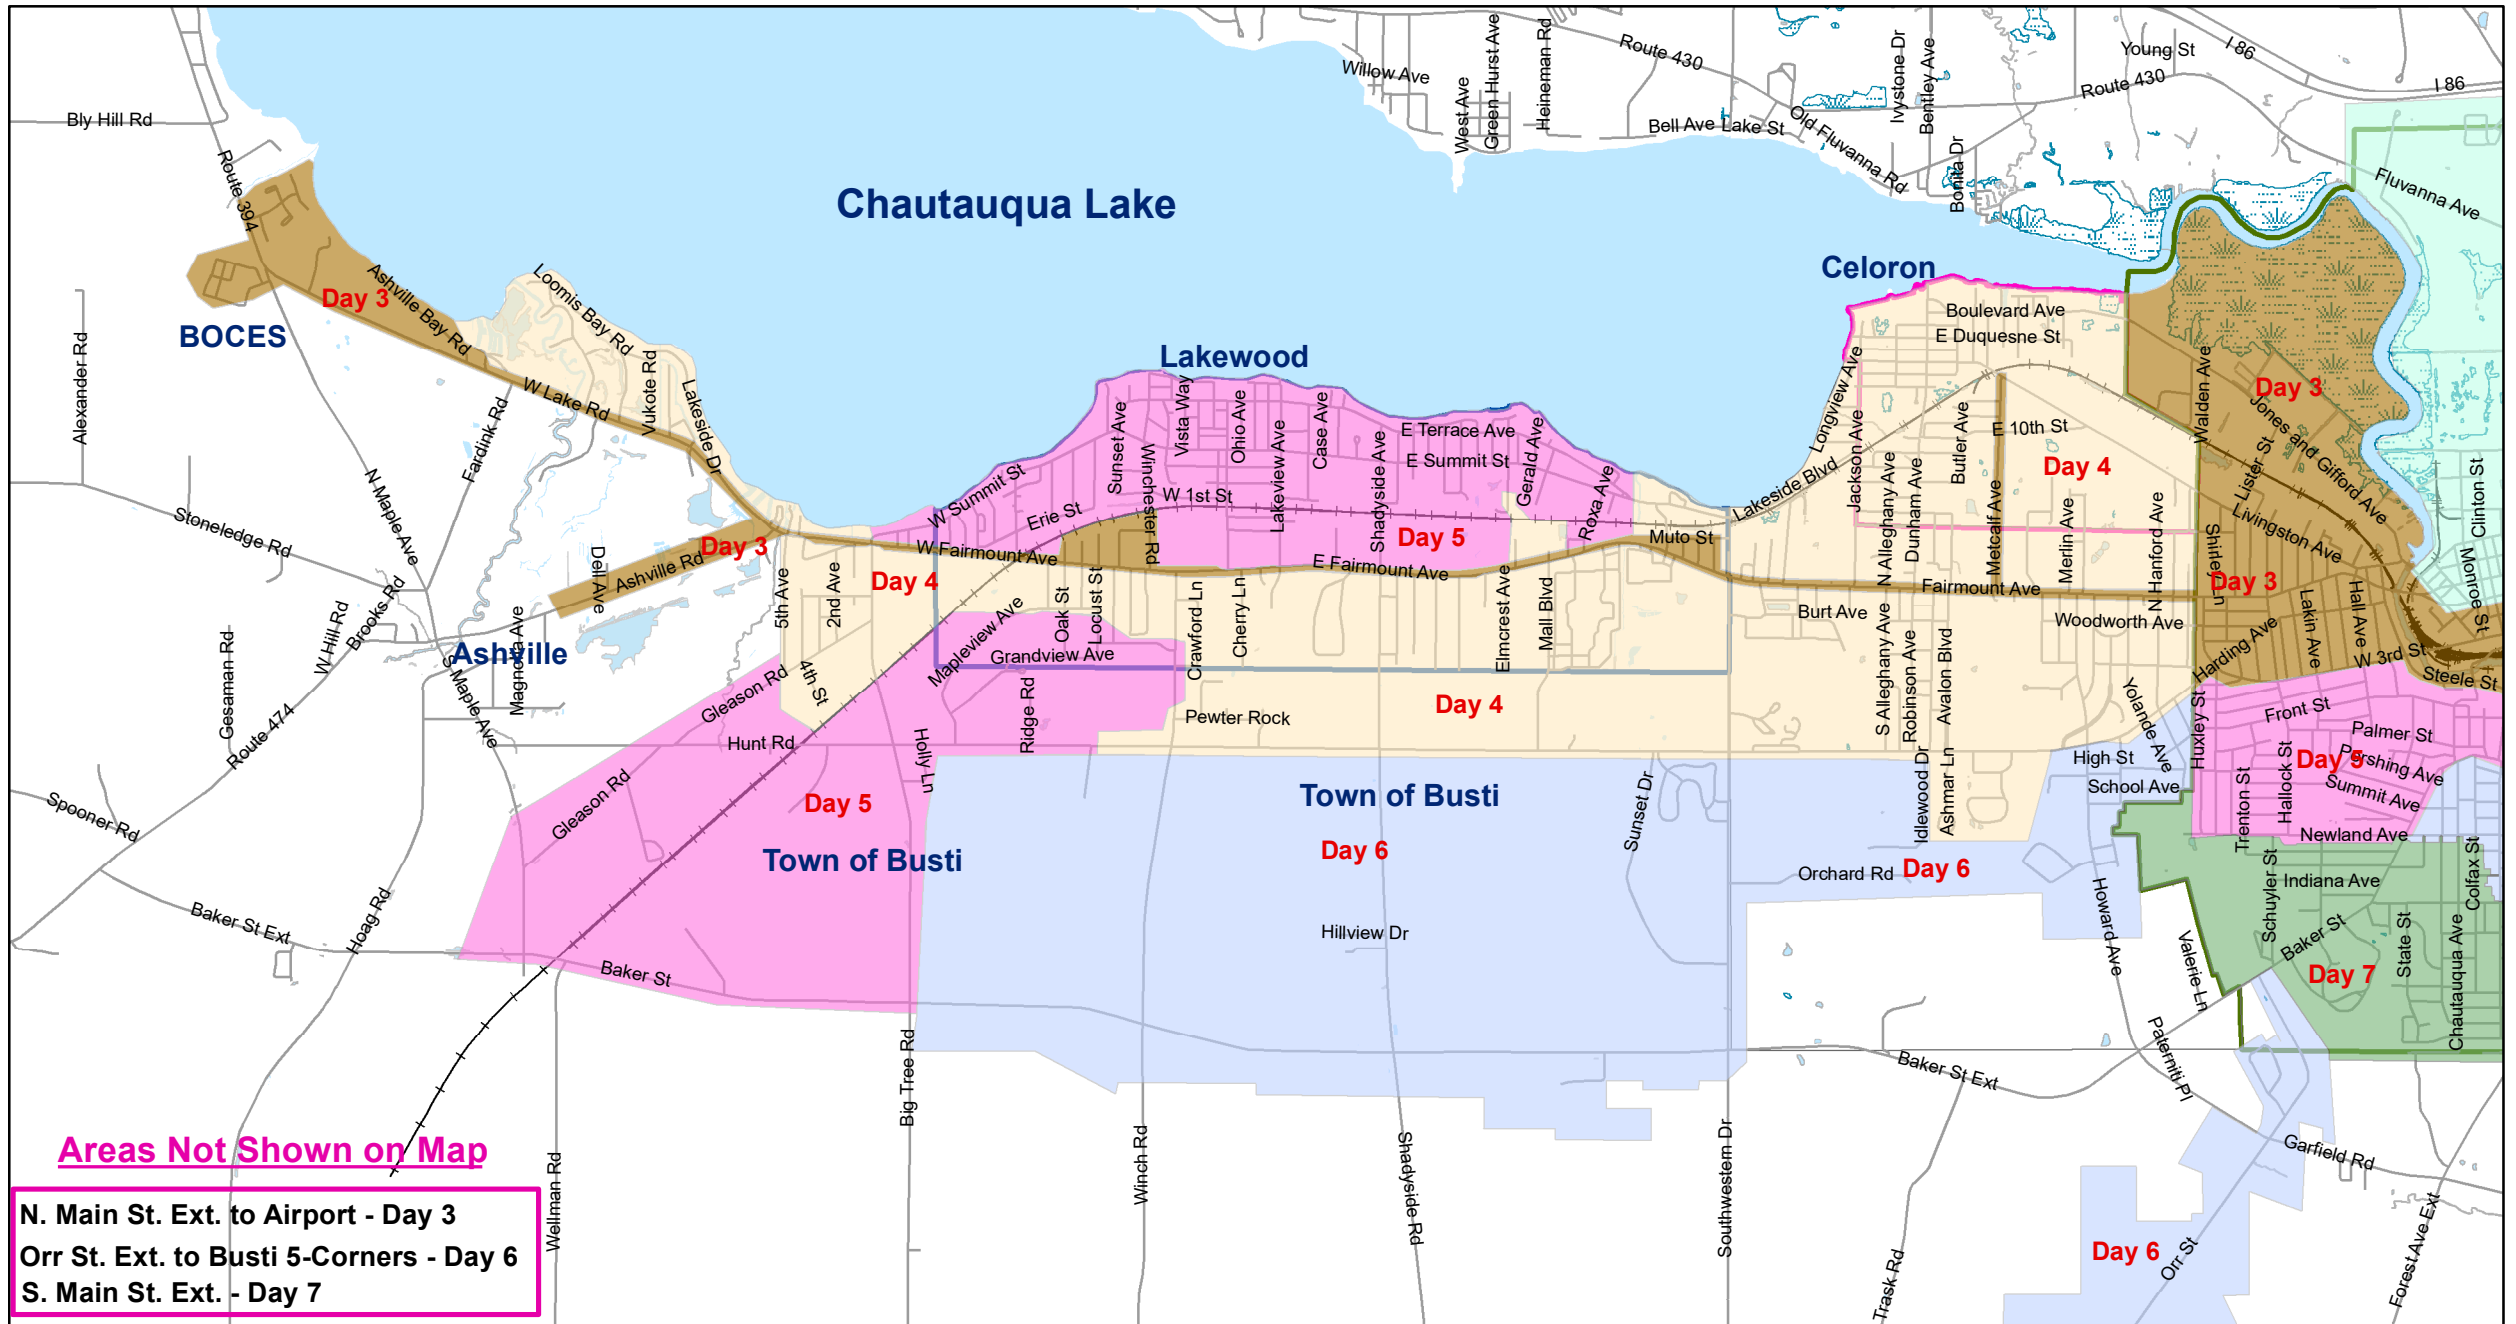 Bly Hill Rd
Route 394
Willow Ave
West Ave
Green Hurst Ave
Heineman Rd
Route 430
Bell Ave
Lake St
Old Fluvanna Rd
Ivystone Dr
Bentley Ave
Bonita Dr
Young St
Route 430
I 86
I 86
Fluvanna Ave
Chautauqua Lake
Celoron
Lakewood
BOCES
Ashville
Town of Busti
Town of Busti
Day 3
Ashville Bay Rd
Loomis Bay Rd
Vukote Rd
Lakeside Dr
W Lake Rd
Alexander Rd
Fardink Rd
N Maple Ave
Stoneledge Rd
Day 3
Ashville Rd
Dell Ave
W Hill Rd
Brooks Rd
Gesaman Rd
Magnolia Ave
S Maple Ave
Route 474
Spooner Rd
Baker St Ext
Hoag Rd
5th Ave
2nd Ave
4th St
Day 4
Gleason Rd
Gleason Rd
Hunt Rd
Holly Ln
Day 5
Baker St
Big Tree Rd
Wellman Rd
W Summit St
Erie St
Sunset Ave
Winchester Rd
Vista Way
Ohio Ave
Lakeview Ave
Case Ave
Shadyside Ave
E Terrace Ave
E Summit St
Gerald Ave
Roxa Ave
W 1st St
Day 5
W Fairmount Ave
E Fairmount Ave
Mapleview Ave
Oak St
Locust St
Grandview Ave
Ridge Rd
Crawford Ln
Cherry Ln
Elmcrest Ave
Mall Blvd
Pewter Rock
Day 4
Day 6
Hillview Dr
Sunset Dr
Winch Rd
Shadyside Rd
Southwestern Dr
Muto St
Lakeside Blvd
Longview Ave
Boulevard Ave
E Duquesne St
Jackson Ave
N Alleghany Ave
Dunham Ave
Butler Ave
Metcalf Ave
E 10th St
Day 4
Merlin Ave
N Hanford Ave
Fairmount Ave
Burt Ave
Woodworth Ave
S Alleghany Ave
Robinson Ave
Avalon Blvd
Idlewood Dr
Ashmar Ln
Yolande Ave
High St
School Ave
Orchard Rd
Day 6
Howard Ave
Valerie Ln
Paterniti Pl
Baker St Ext
Trask Rd
Day 6
Orr St
Garfield Rd
Forest Ave Ext
Walden Ave
Day 3
Jones and Gifford Ave
Lister St
Livingston Ave
Shirley Ln
Day 3
Clinton St
Monroe St
Lakin Ave
Hall Ave
Harding Ave
W 3rd St
Steele St
Huxley St
Front St
Palmer St
Pershing Ave
Day 5
Summit Ave
Trenton St
Hallock St
Newland Ave
Colfax St
Schuyler St
Indiana Ave
Baker St
State St
Chautauqua Ave
Day 7
Areas Not Shown on Map
N. Main St. Ext. to Airport - Day 3
Orr St. Ext. to Busti 5-Corners - Day 6
S. Main St. Ext. - Day 7